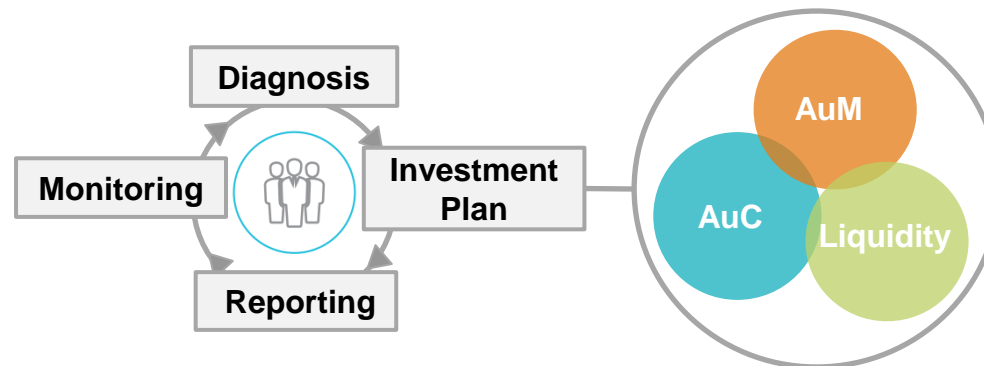 Diagnosis
Monitoring
Investment
Plan
Reporting
AuM
AuC
Liquidity